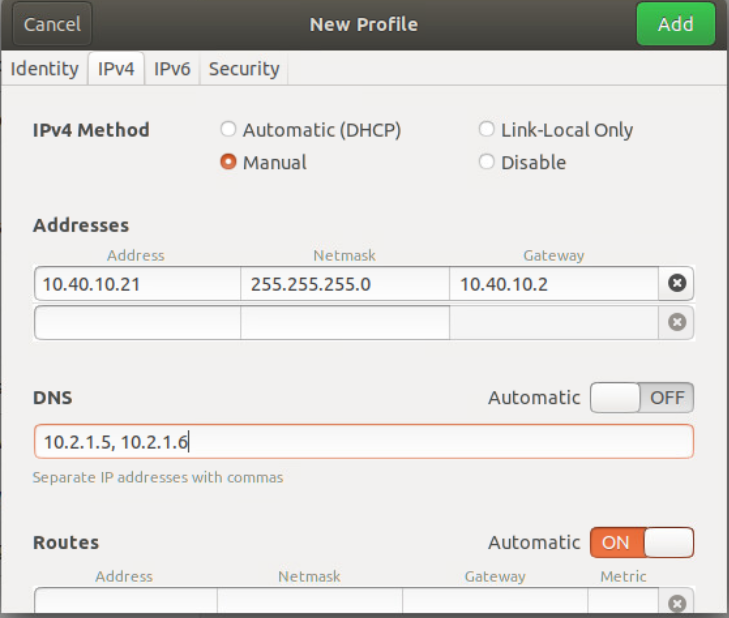 Cancel New Profile Add
Identity IPv4 IPv6 Security
IPv4 Method Automatic (DHCP) Link-Local Only
Manual Disable
Addresses
Address Netmask Gateway
10.40.10.21 255.255.255.0 10.40.10.2
DNS Automatic OFF
10.2.1.5, 10.2.1.6
Separate IP addresses with commas
Routes Automatic ON
Address Netmask Gateway Metric